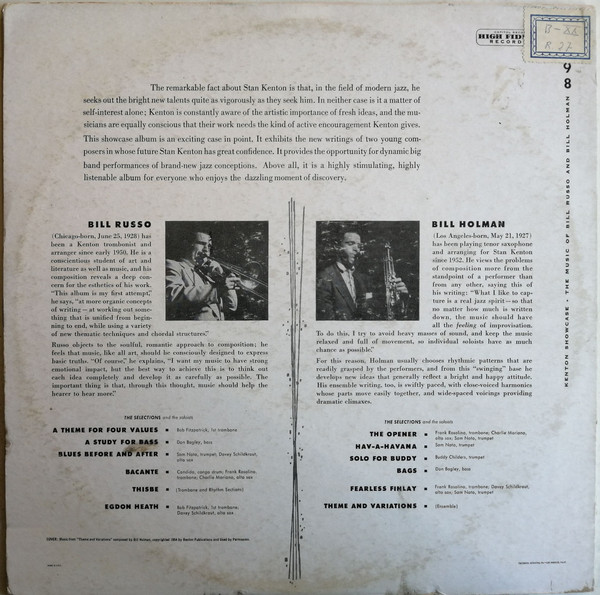 HIGH FIDELITY
RECORD
B-88
R 27
98
KENTON SHOWCASE • THE MUSIC OF BILL RUSSO AND BILL HOLMAN
The remarkable fact about Stan Kenton is that, in the field of modern jazz, he
seeks out the bright new talents quite as vigorously as they seek him. In neither case is it a matter of
self-interest alone; Kenton is constantly aware of the artistic importance of fresh ideas, and the mu-
sicians are equally conscious that their work needs the kind of active encouragement Kenton gives.
This showcase album is an exciting case in point. It exhibits the new writings of two young com-
posers in whose future Stan Kenton has great confidence. It provides the opportunity for dynamic big
band performances of brand-new jazz conceptions. Above all, it is a highly stimulating, highly
listenable album for everyone who enjoys the dazzling moment of discovery.
BILL RUSSO
(Chicago-born, June 25, 1928) has
been a Kenton trombonist and
arranger since early 1950. He is a
conscientious student of art and
literature as well as music, and his
composition reveals a deep con-
cern for the esthetics of his work.
"This album is my first attempt,"
he says, "at more organic concepts
of writing—at working out some-
thing that is unified from begin-
ning to end, while using a variety
of new thematic techniques and chordal structures."
Russo objects to the soulful, romantic approach to composition; he
feels that music, like all art, should be consciously designed to express
basic truths. "Of course," he explains, "I want my music to have strong
emotional impact, but the best way to achieve this is to think out
each idea completely and develop it as carefully as possible. The
important thing is that, through this thought, music should help the
hearer to hear more."
THE SELECTIONS and the soloists
A THEME FOR FOUR VALUES ■ Bob Fitzpatrick, 1st trombone
A STUDY FOR BASS ■ Don Bagley, bass
BLUES BEFORE AND AFTER ■ Sam Noto, trumpet; Davey Schildkraut,
alto sax
BACANTE ■ Candido, conga drum; Frank Rosolino,
trombone; Charlie Mariano, alto sax
THISBE ■ (Trombone and Rhythm Sections)
EGDON HEATH ■ Bob Fitzpatrick, 1st trombone;
Davey Schildkraut, alto sax
BILL HOLMAN
(Los Angeles-born, May 21, 1927)
has been playing tenor saxophone
and arranging for Stan Kenton
since 1952. He views the problems
of composition more from the
standpoint of a performer than
from any other, saying this of
his writing: "What I like to cap-
ture is a real jazz spirit—so that
no matter how much is written
down, the music should have
all the feeling of improvisation.
To do this, I try to avoid heavy masses of sound, and keep the music
relaxed and full of movement, so individual soloists have as much
chance as possible."
For this reason, Holman usually chooses rhythmic patterns that are
readily grasped by the performers, and from this "swinging" base he
develops new ideas that generally reflect a bright and happy attitude.
His ensemble writing, too, is swiftly paced, with close-voiced harmonies
whose parts move easily together, and wide-spaced voicings providing
dramatic climaxes.
THE SELECTIONS and the soloists
THE OPENER ■ Frank Rosolino, trombone; Charlie Mariano,
alto sax; Sam Noto, trumpet
HAV-A-HAVANA ■ Sam Noto, trumpet
SOLO FOR BUDDY ■ Buddy Childers, trumpet
BAGS ■ Don Bagley, bass
FEARLESS FINLAY ■ Frank Rosolino, trombone; Davey Schildkraut,
alto sax; Sam Noto, trumpet
THEME AND VARIATIONS ■ (Ensemble)